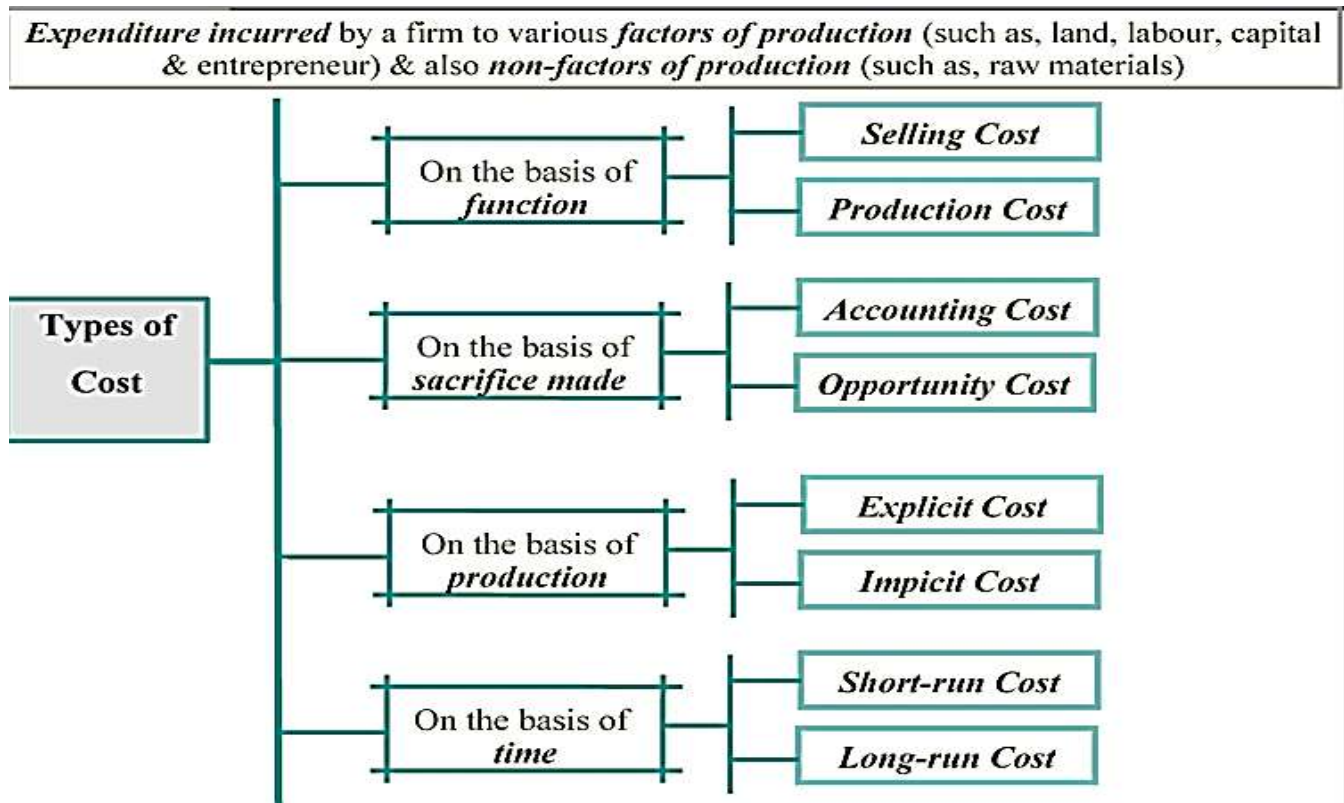 Expenditure incurred by a firm to various factors of production (such as, land, labour, capital
& entrepreneur) & also non-factors of production (such as, raw materials)
Types of
Cost
On the basis of
function
Selling Cost
Production Cost
On the basis of
sacrifice made
Accounting Cost
Opportunity Cost
On the basis of
production
Explicit Cost
Impicit Cost
On the basis of
time
Short-run Cost
Long-run Cost